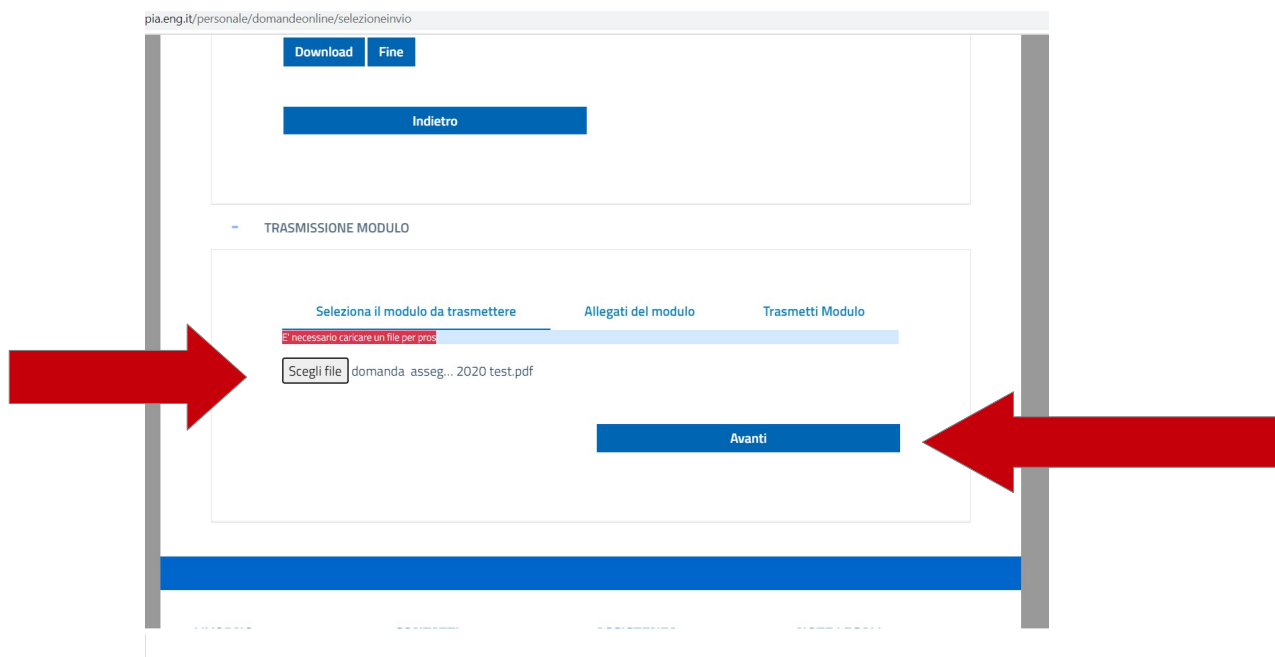 pia.eng.it/personale/domandeonline/selezioneinvio
Download Fine
Indietro
- TRASMISSIONE MODULO
Seleziona il modulo da trasmettere Allegati del modulo Trasmetti Modulo
E' necessario caricare un file per pros
Scegli file domanda asseg... 2020 test.pdf
Avanti